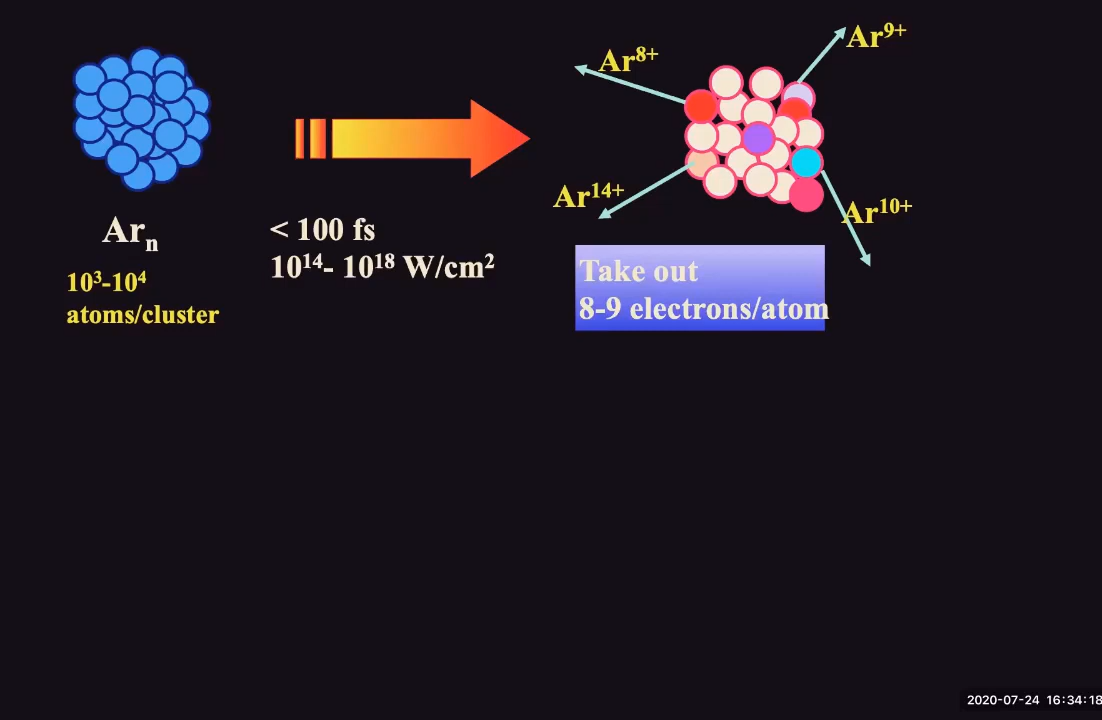 Ar⁹⁺
Ar⁸⁺
Ar¹⁴⁺
Ar¹⁰⁺
Arₙ
10³-10⁴
atoms/cluster
< 100 fs
10¹⁴- 10¹⁸ W/cm²
Take out
8-9 electrons/atom
2020-07-24 16:34:18